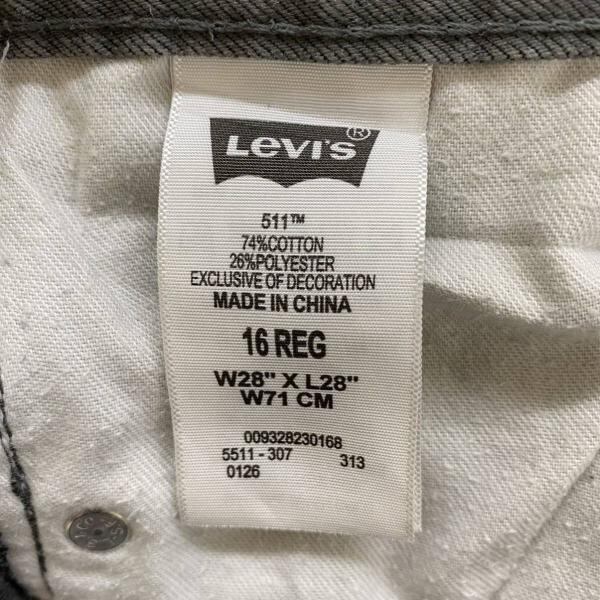 LEVI'S®
511™
74%COTTON
26%POLYESTER
EXCLUSIVE OF DECORATION
MADE IN CHINA
16 REG
W28" X L28"
W71 CM
009328230168
5511 - 307 313
0126